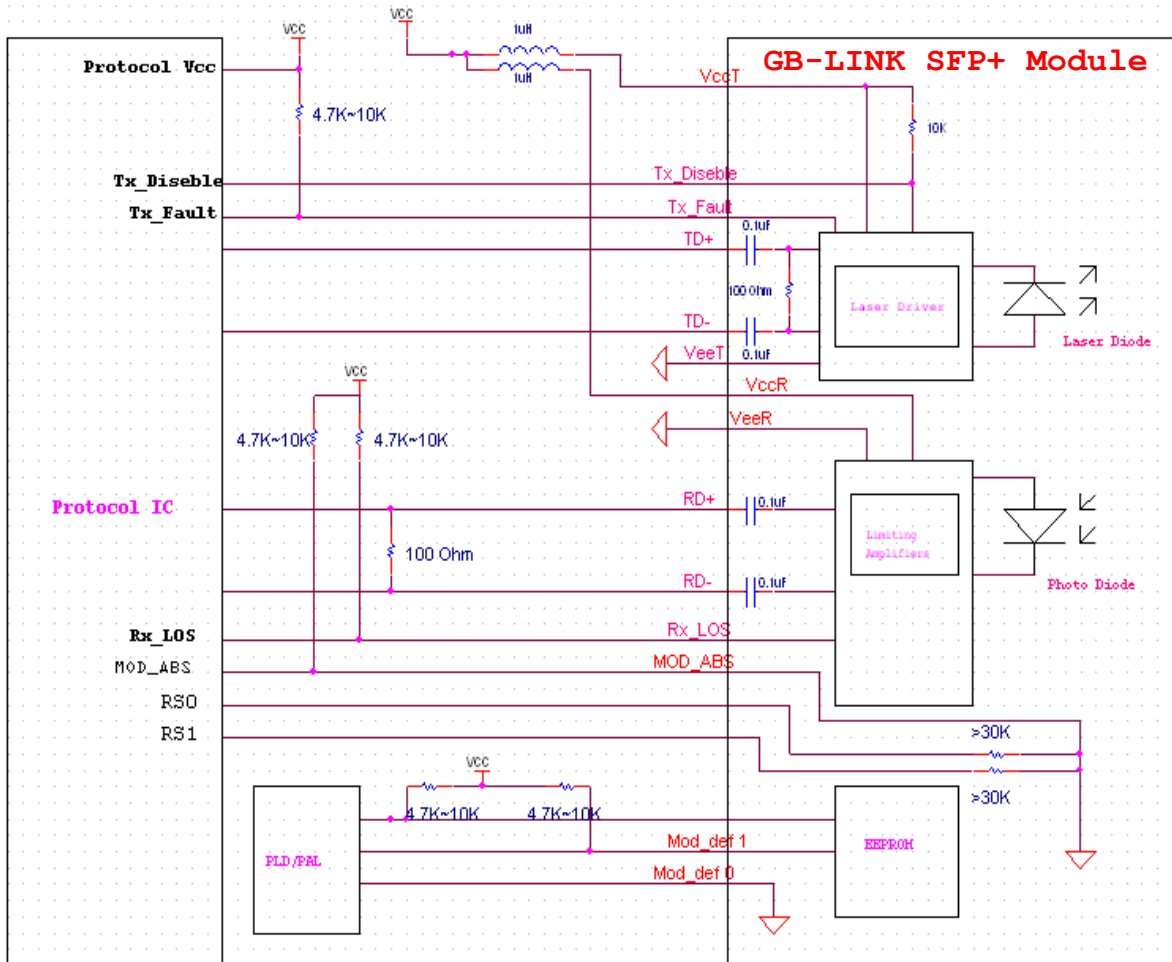 VCC
VCC
1uH
1uH
GB-LINK SFP+ Module
Protocol Vcc
VccT
4.7K~10K
10K
Tx_Diseble
Tx_Diseble
Tx_Fault
Tx_Fault
TD+
0.1uf
100 Ohm
Laser Driver
TD-
Laser Diode
VeeT
0.1uf
VCC
VccR
VeeR
4.7K~10K
4.7K~10K
Protocol IC
RD+
0.1uf
Limiting
Amplifiers
100 Ohm
RD-
0.1uf
Photo Diode
Rx_LOS
Rx_LOS
MOD_ABS
MOD_ABS
RS0
>30K
RS1
VCC
>30K
4.7K~10K
4.7K~10K
Mod_def 1
EEPROM
PLD/PAL
Mod_def 0